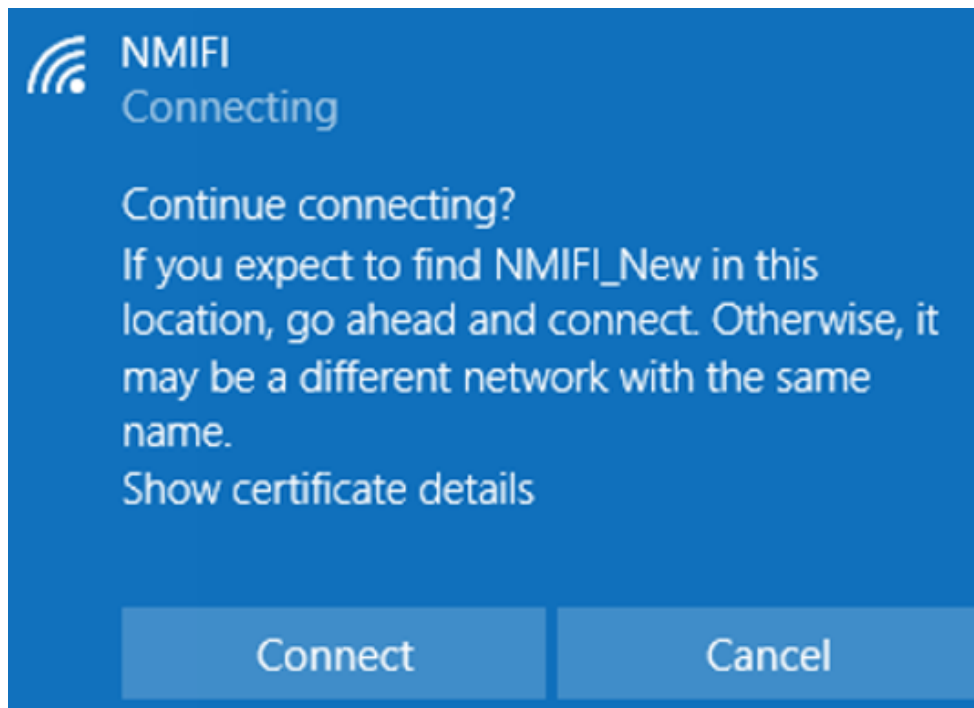 NMIFI
Connecting
Continue connecting?
If you expect to find NMIFI_New in this
location, go ahead and connect. Otherwise, it
may be a different network with the same
name.
Show certificate details
Connect
Cancel